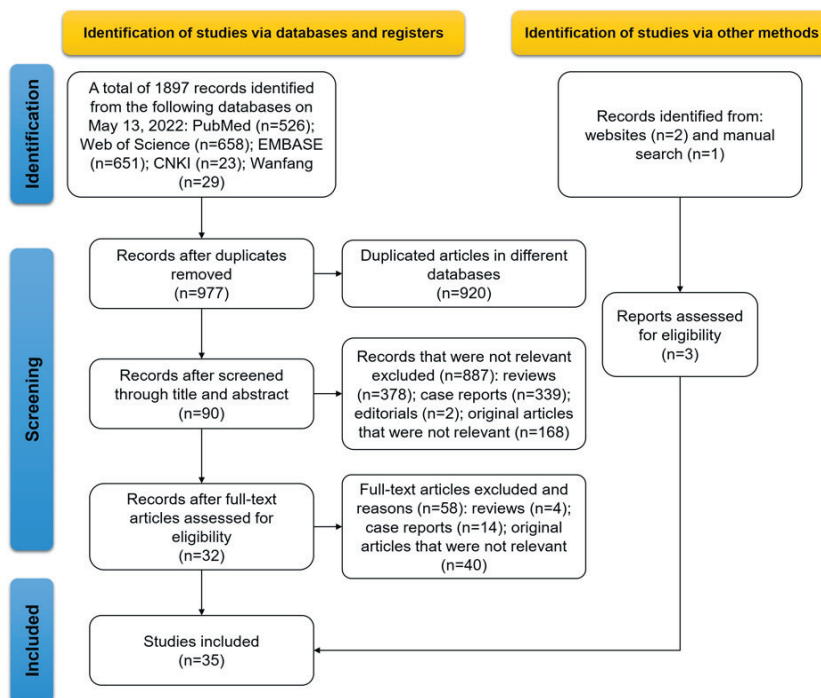 Identification of studies via databases and registers
Identification of studies via other methods
Identification
A total of 1897 records identified
from the following databases on
May 13, 2022: PubMed (n=526);
Web of Science (n=658); EMBASE
(n=651); CNKI (n=23); Wanfang
(n=29)
Records identified from:
websites (n=2) and manual
search (n=1)
Screening
Records after duplicates
removed
(n=977)
Duplicated articles in different
databases
(n=920)
Reports assessed
for eligibility
(n=3)
Records after screened
through title and abstract
(n=90)
Records that were not relevant
excluded (n=887): reviews
(n=378); case reports (n=339);
editorials (n=2); original articles
that were not relevant (n=168)
Records after full-text
articles assessed for
eligibility
(n=32)
Full-text articles excluded and
reasons (n=58): reviews (n=4);
case reports (n=14); original
articles that were not relevant
(n=40)
Included
Studies included
(n=35)